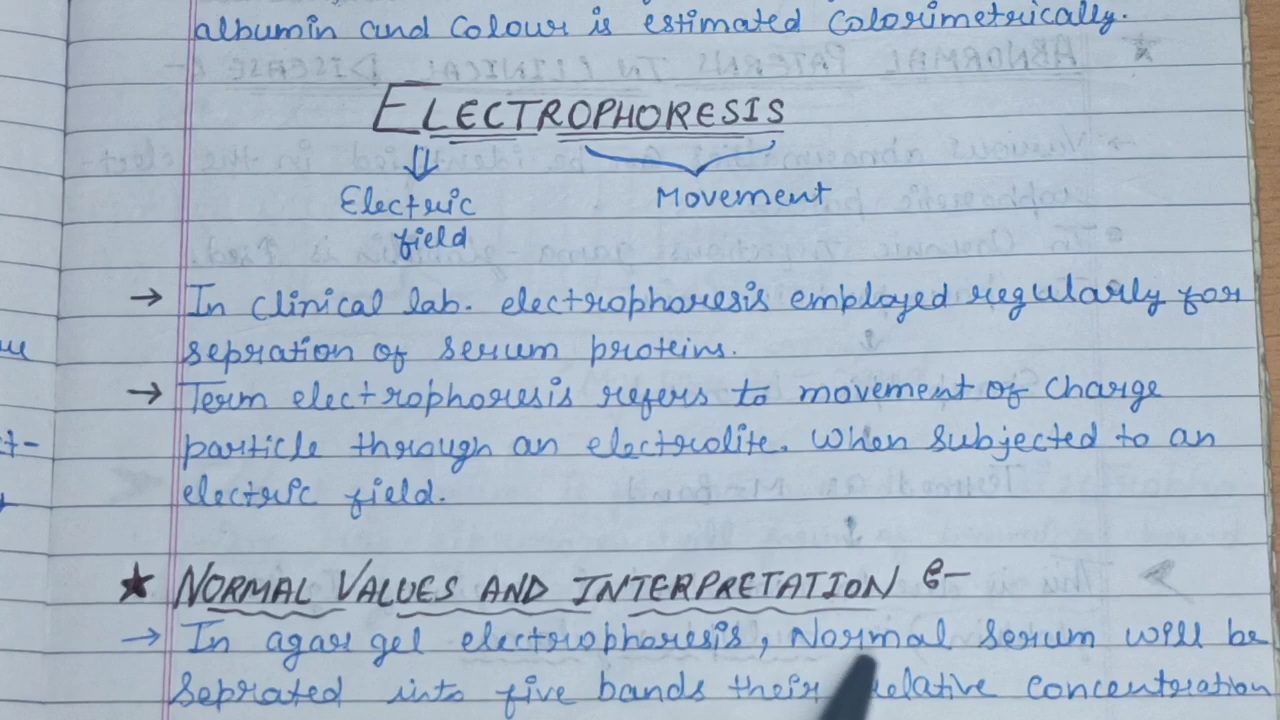 albumin and Colour is estimated Colorimetrically.
ELECTROPHORESIS
Electric Movement
field
→ In Clinical lab. electrophoresis employed regularly for
sepration of serum proteins.
→ Term electrophoresis refers to movement of Charge
particle through an electrolite. When subjected to an
electric field.
★ NORMAL VALUES AND INTERPRETATION :-
→ In agar gel electrophoresis, Normal serum will be
Seprated into five bands their relative concentration